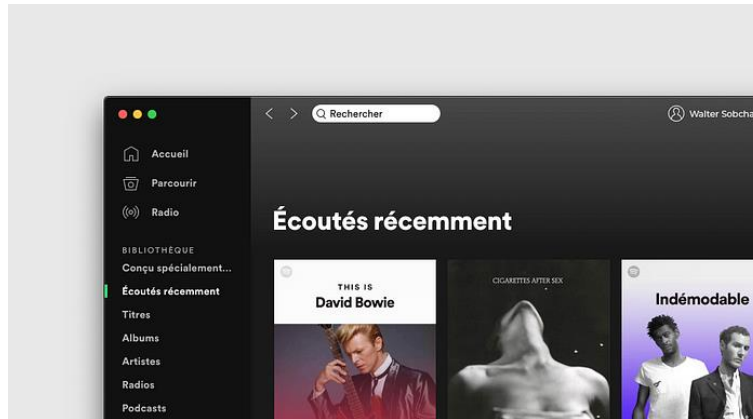 Rechercher
Walter Sobcha
Accueil
Parcourir
Radio
Écoutés récemment
BIBLIOTHÈQUE
Conçu spécialement...
Écoutés récemment
Titres
Albums
Artistes
Radios
Podcasts
THIS IS
David Bowie
CIGARETTES AFTER SEX
Indémodable